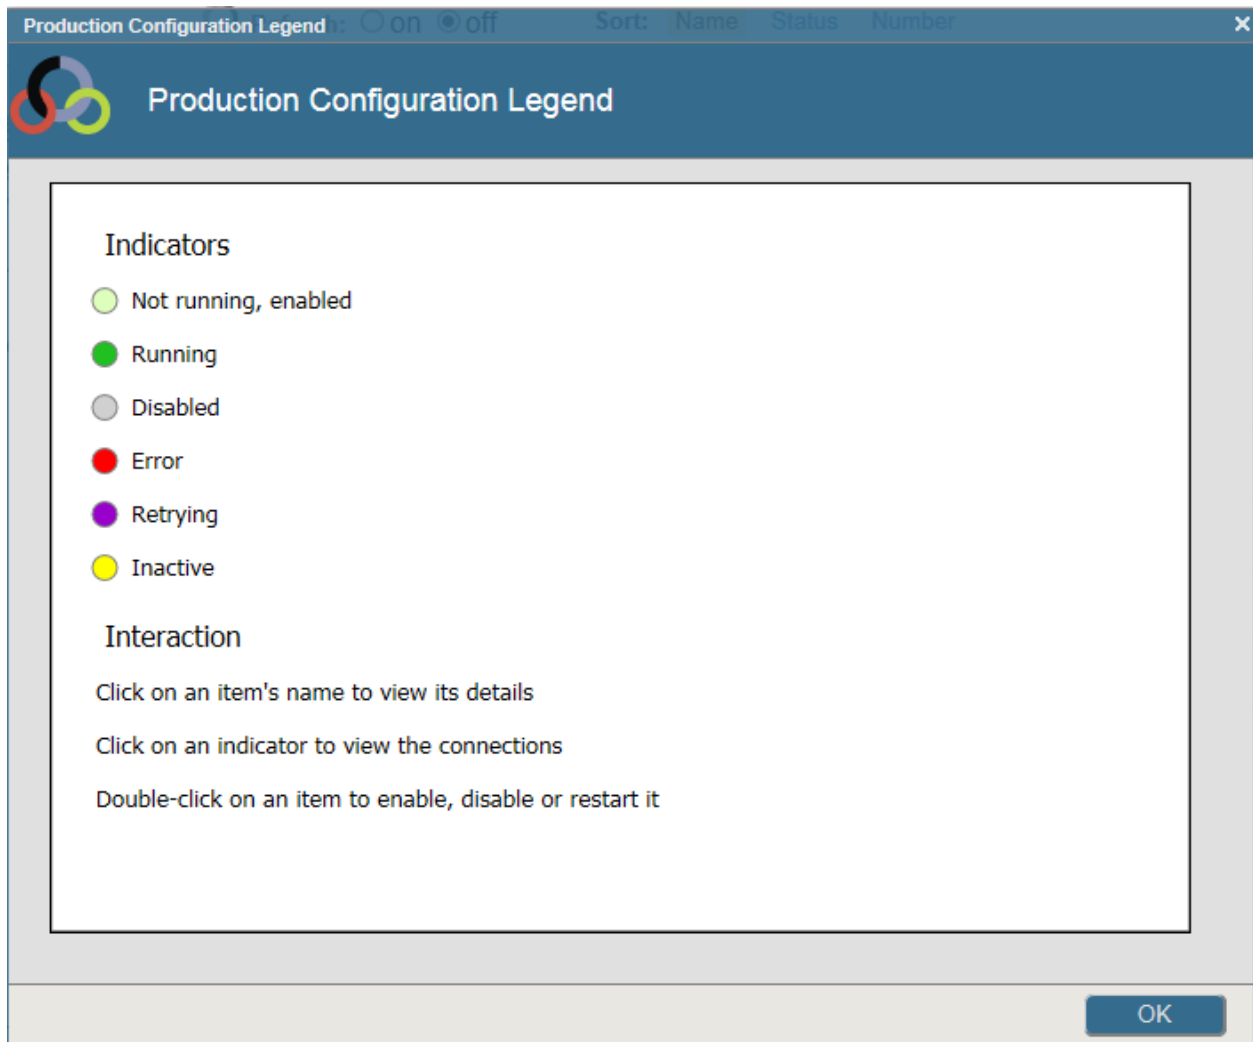 Production Configuration Legend h: on off Sort: Name Status Number
Production Configuration Legend
Indicators
Not running, enabled
Running
Disabled
Error
Retrying
Inactive
Interaction
Click on an item's name to view its details
Click on an indicator to view the connections
Double-click on an item to enable, disable or restart it
OK